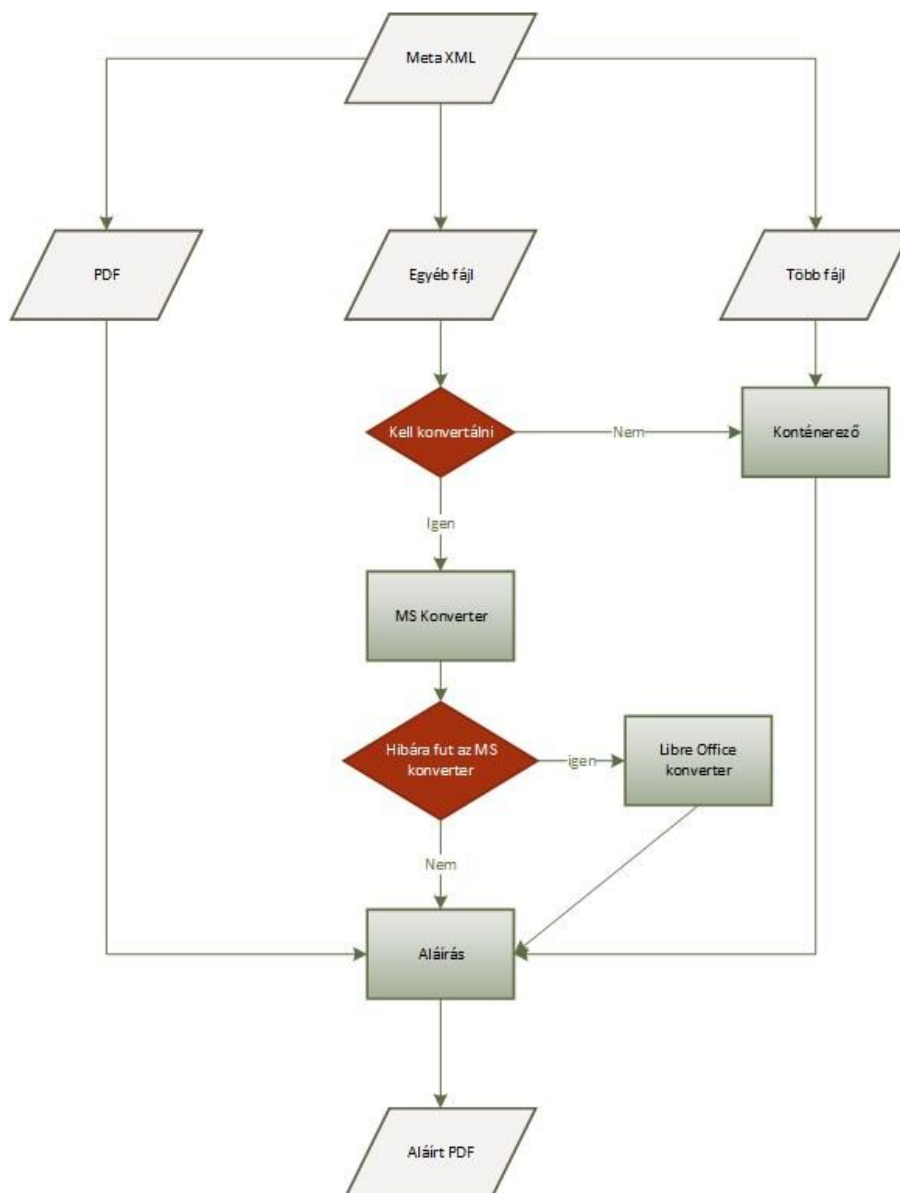 Meta XML
PDF
Egyéb fájl
Több fájl
Kell konvertálni
Nem
Konténerező
Igen
MS Konverter
Hibára fut az MS
konverter
igen
Libre Office
konverter
Nem
Aláírás
Aláírt PDF